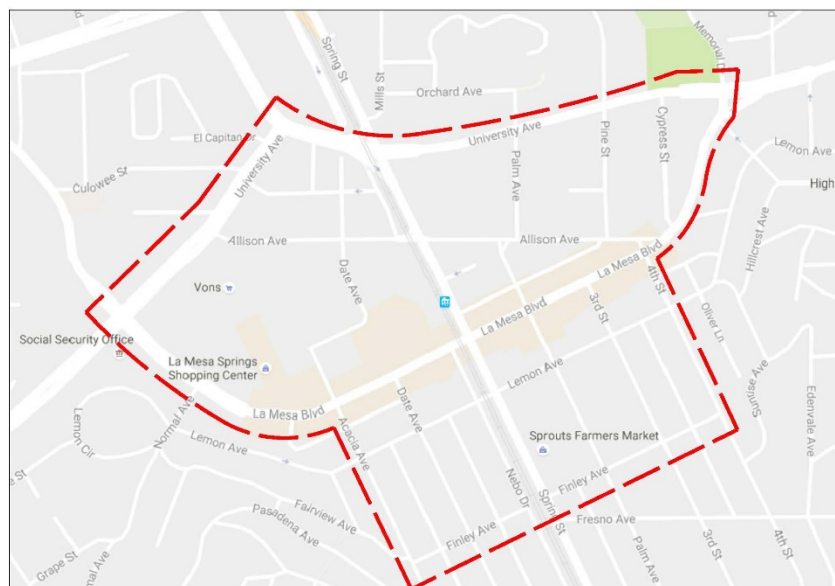 Memorial D
Spring St
Mills St
Orchard Ave
University Ave
Pine St
Cypress St
Lemon Ave
El Capitan Dr
University Ave
Palm Ave
High
Culowee St
Hillcrest Ave
Allison Ave
Allison Ave
La Mesa Blvd
4th St
Date Ave
Vons
La Mesa Blvd
3rd St
Oliver Ln
Social Security Office
La Mesa Springs
Shopping Center
Lemon Ave
Sunrise Ave
Edenvale Ave
La Mesa Blvd
Date Ave
Acacia Ave
Normal Ave
Lemon Cir
Lemon Ave
Sprouts Farmers Market
e St
Nebo Dr
Spring St
Finley Ave
Fairview Ave
Pasadena Ave
Fresno Ave
Finley Ave
Palm Ave
3rd St
4th St
Grape St
mal Ave